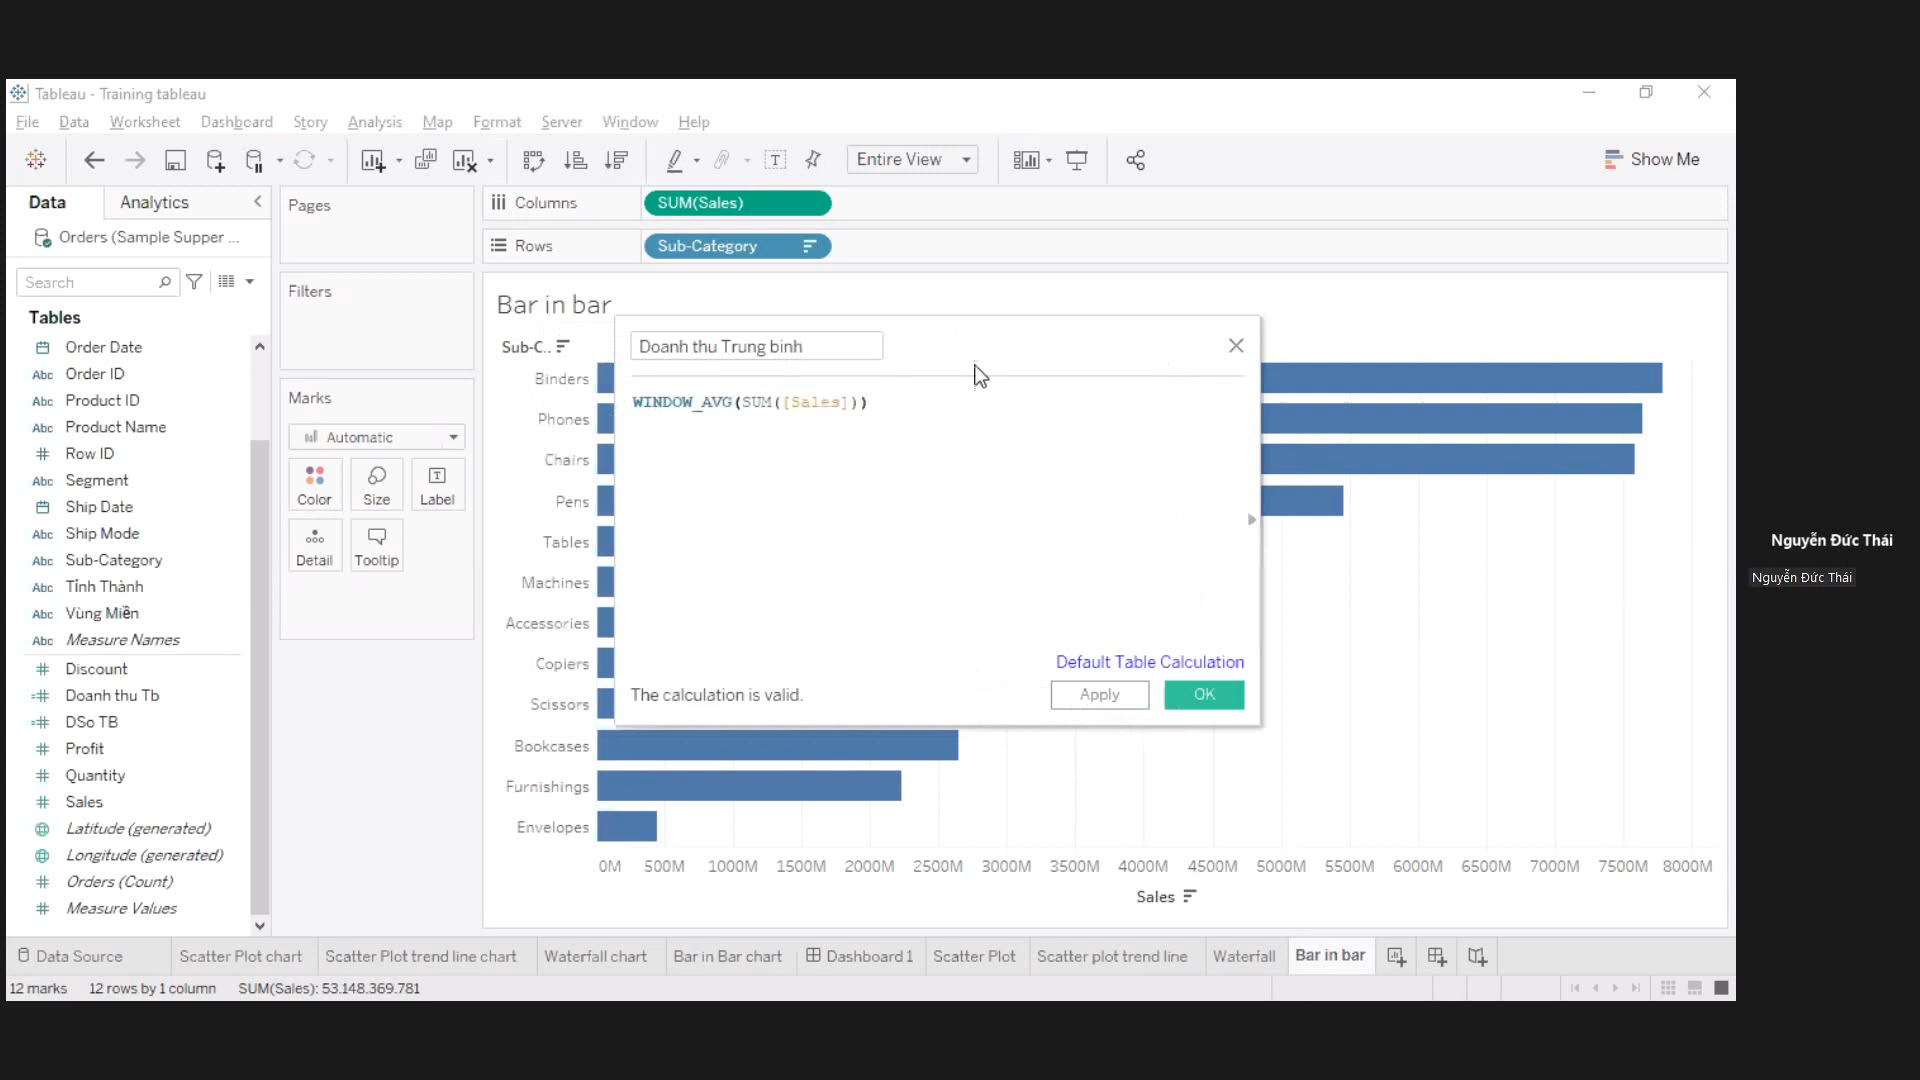 Tableau - Training tableau
File Data Worksheet Dashboard Story Analysis Map Format Server Window Help
Entire View
Show Me
Data Analytics
Orders (Sample Supper ...
Search
Tables
Order Date
Abc Order ID
Abc Product ID
Abc Product Name
Row ID
Abc Segment
Ship Date
Abc Ship Mode
Abc Sub-Category
Abc Tỉnh Thành
Abc Vùng Miền
Abc Measure Names
Discount
Doanh thu Tb
DSo TB
Profit
Quantity
Sales
Latitude (generated)
Longitude (generated)
Orders (Count)
Measure Values
Pages
Filters
Marks
Automatic
Color Size Label
Detail Tooltip
Columns SUM(Sales)
Rows Sub-Category
Bar in bar
Sub-C..
Binders
Phones
Chairs
Pens
Tables
Machines
Accessories
Copiers
Scissors
Bookcases
Furnishings
Envelopes
0M 500M 1000M 1500M 2000M 2500M 3000M 3500M 4000M 4500M 5000M 5500M 6000M 6500M 7000M 7500M 8000M
Sales
Doanh thu Trung binh
WINDOW_AVG(SUM([Sales]))
Default Table Calculation
The calculation is valid.
Apply OK
Nguyễn Đức Thái
Nguyễn Đức Thái
Data Source Scatter Plot chart Scatter Plot trend line chart Waterfall chart Bar in Bar chart Dashboard 1 Scatter Plot Scatter plot trend line Waterfall Bar in bar
12 marks 12 rows by 1 column SUM(Sales): 53.148.369.781